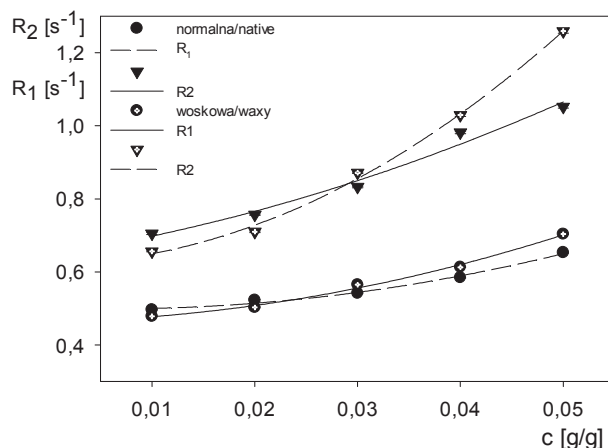 R2 [s-1]
R1 [s-1]
1,2
1,0
0,8
0,6
0,4
normalna/native
R1
R2
woskowa/waxy
R1
R2
0,01 0,02 0,03 0,04 0,05
c [g/g]